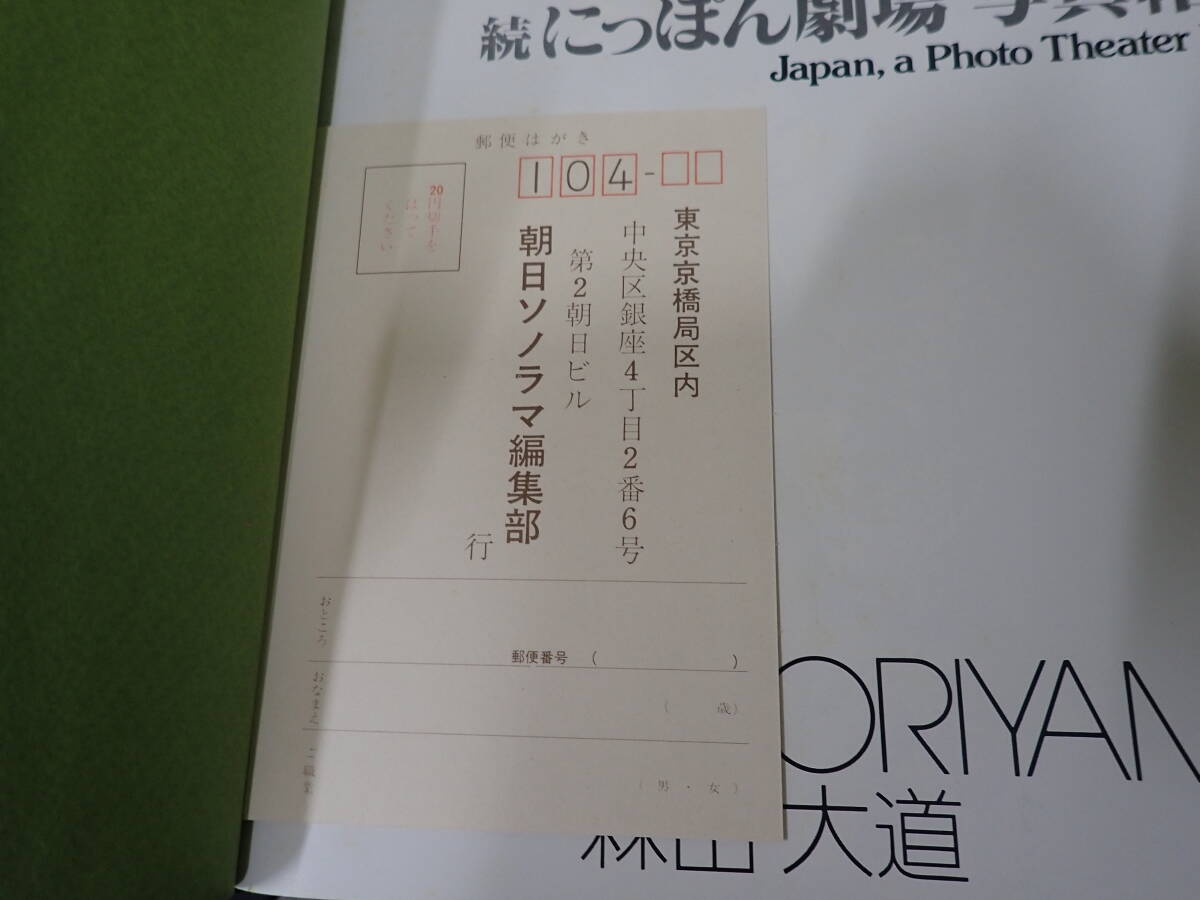 続 にっぽん劇場 写真
Japan, a Photo Theater
郵便はがき
104-
20円切手を
はって
ください
東京京橋局区内
中央区銀座4丁目2番6号
第2朝日ビル
朝日ソノラマ編集部
行
おところ
郵便番号 ( )
おなまえ
( 歳)
ご職業
( 男 ・ 女 )
ORIYAM
森山 大道